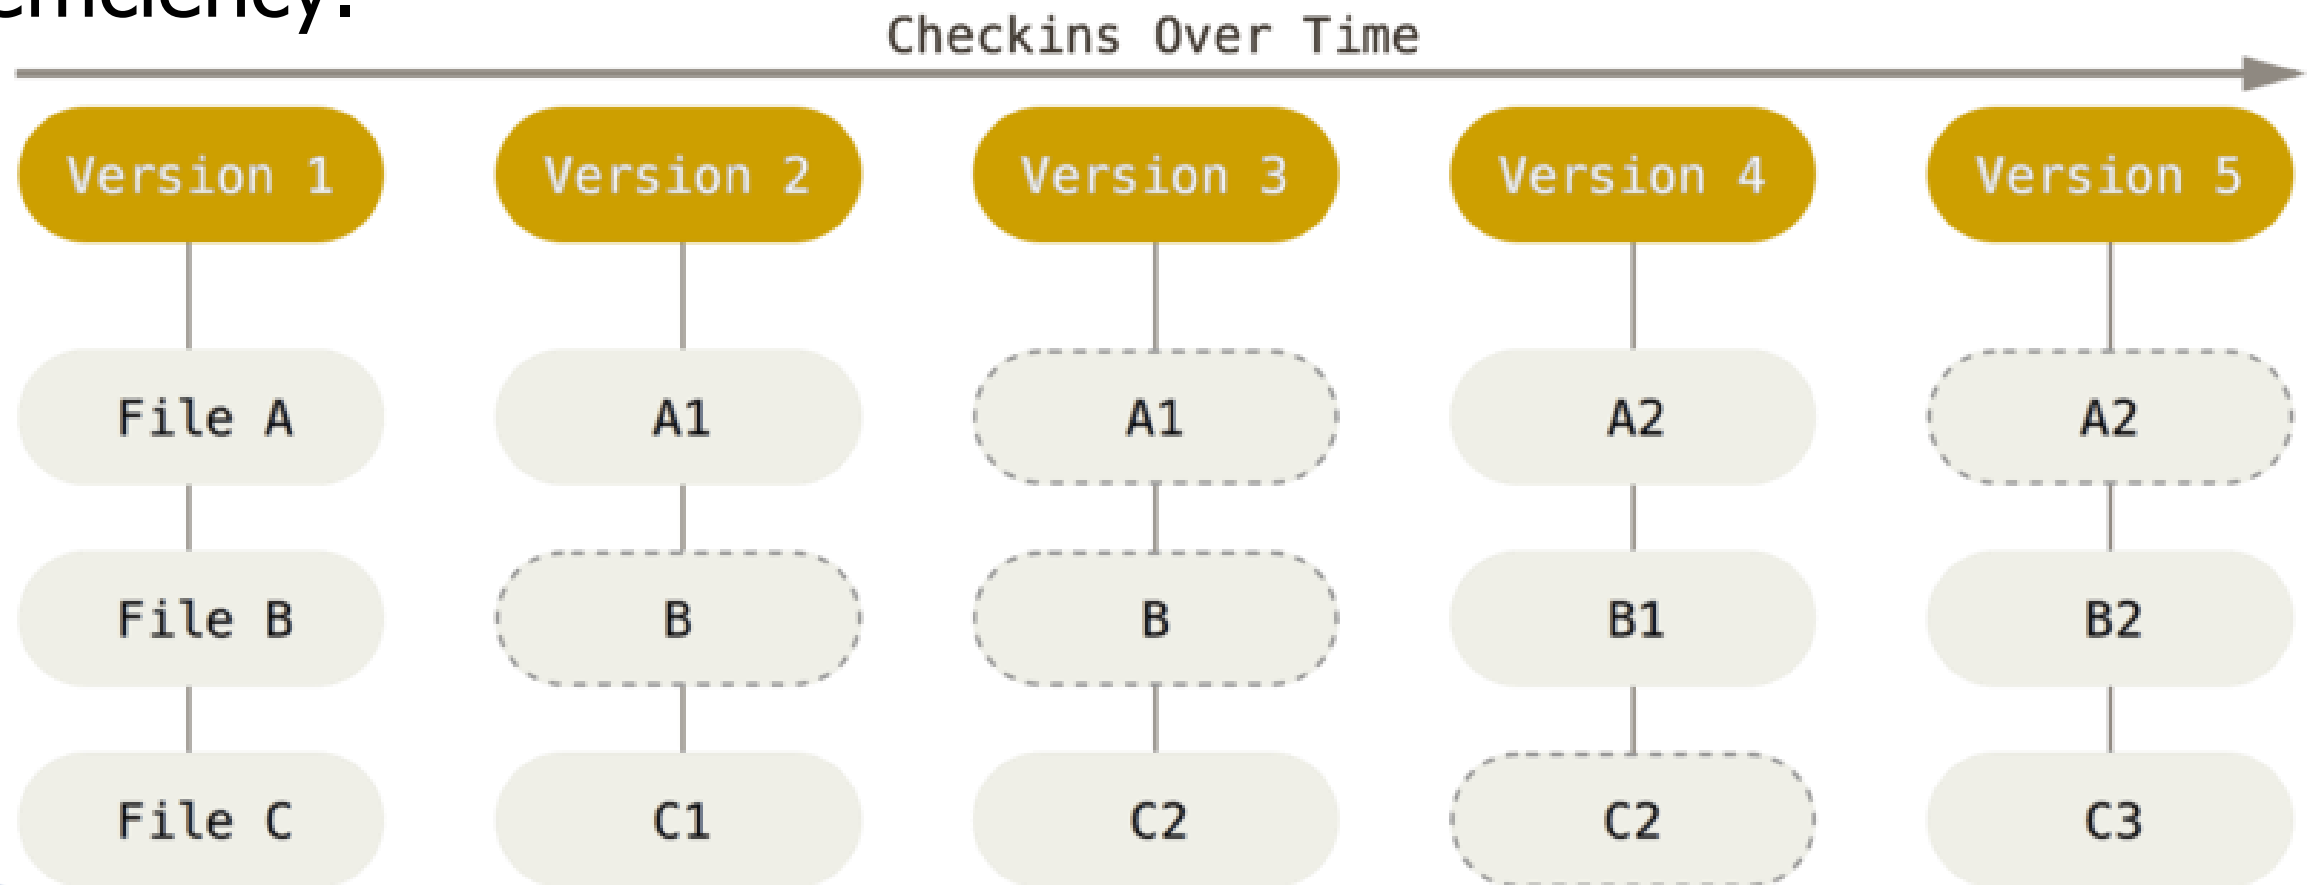 efficiency.
Checkins Over Time
Version 1 Version 2 Version 3 Version 4 Version 5
File A A1 A1 A2 A2
File B B B B1 B2
File C C1 C2 C2 C3